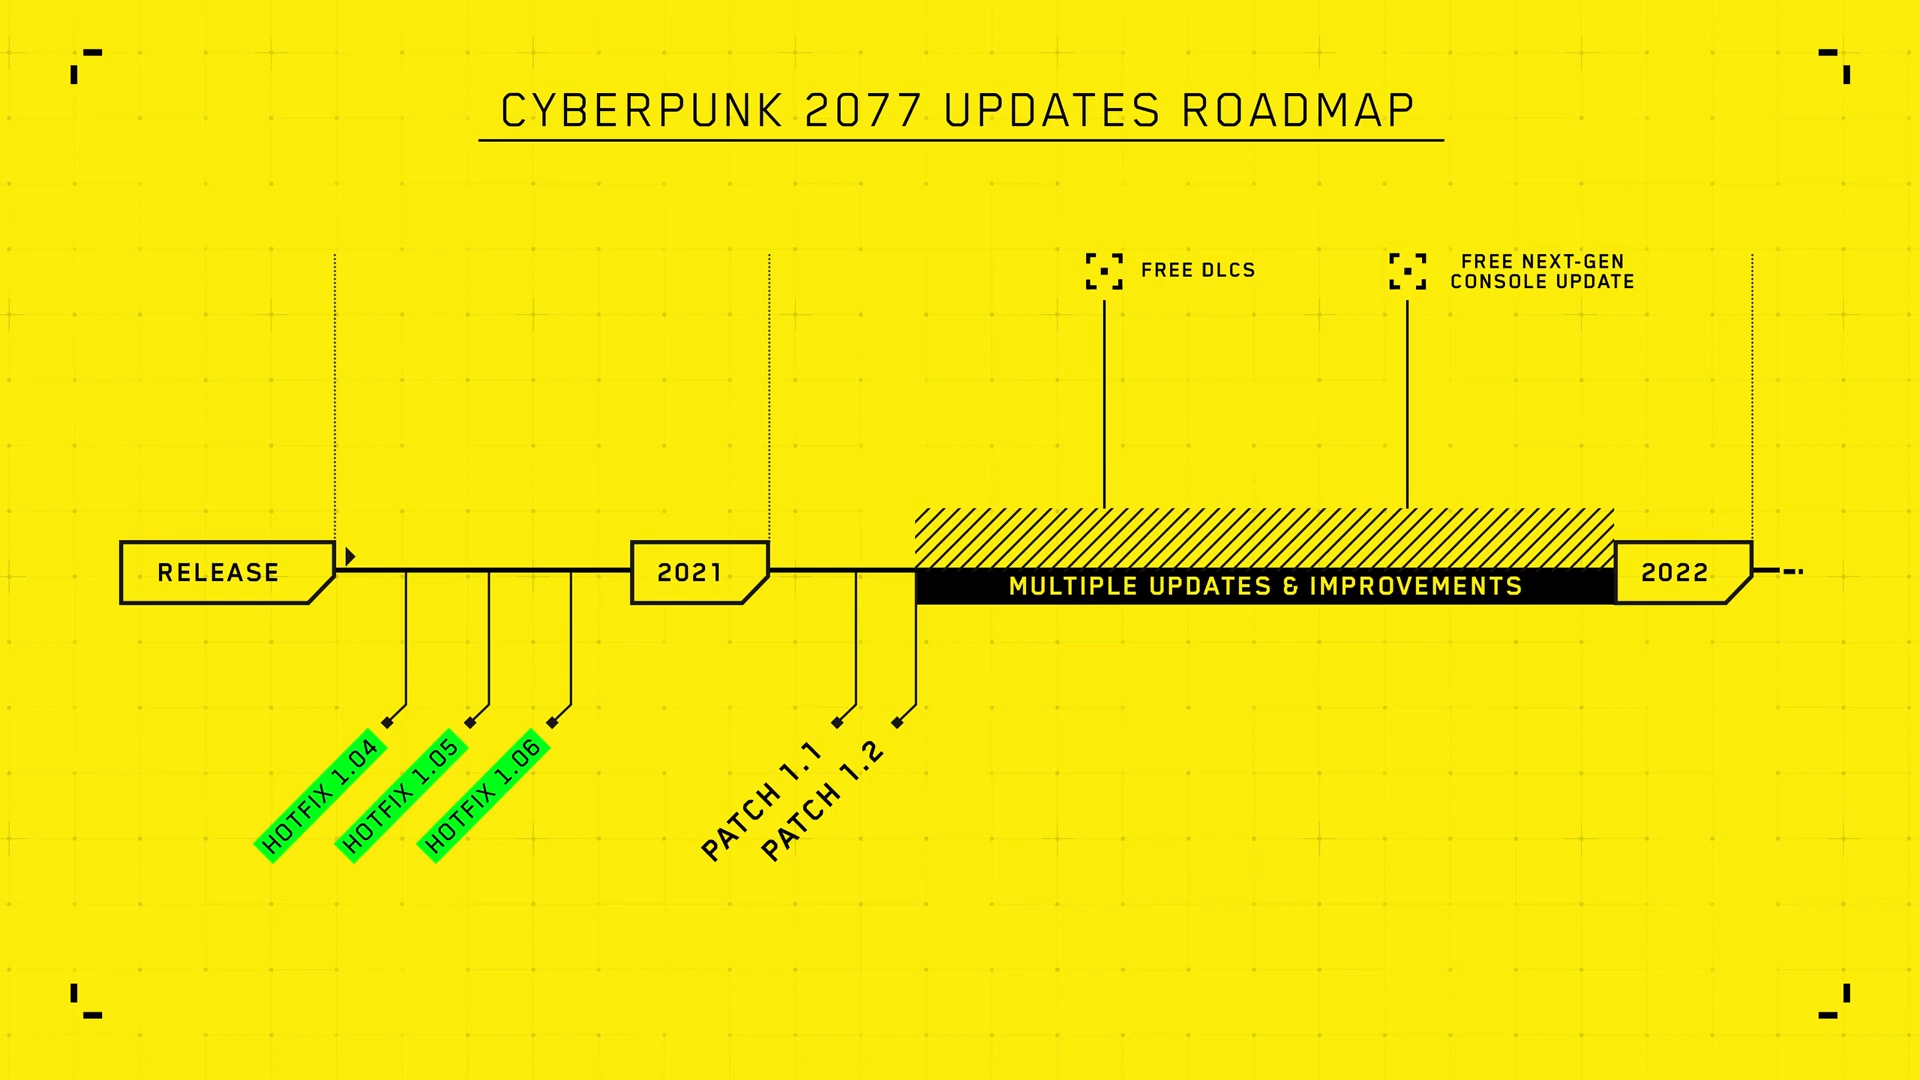 CYBERPUNK 2077 UPDATES ROADMAP
FREE DLCS
FREE NEXT-GEN
CONSOLE UPDATE
RELEASE
2021
MULTIPLE UPDATES & IMPROVEMENTS
2022
HOTFIX 1.04
HOTFIX 1.05
HOTFIX 1.06
PATCH 1.1
PATCH 1.2